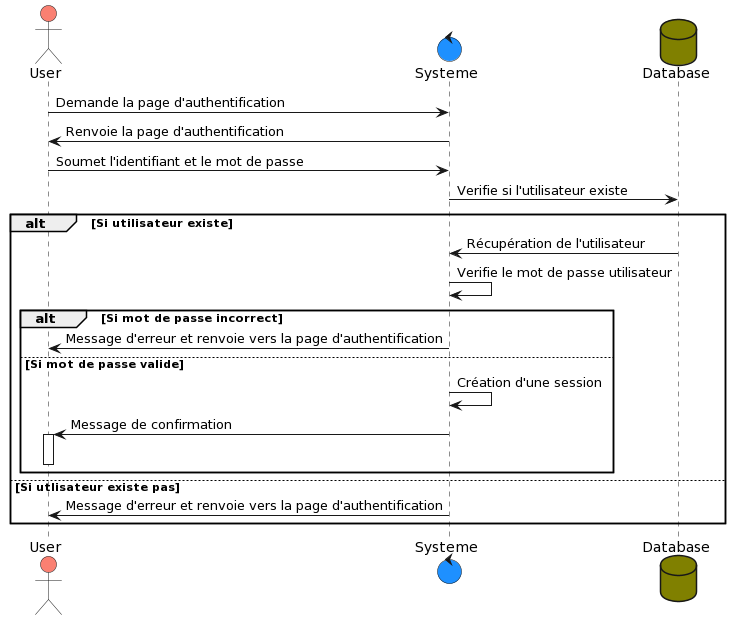 User
Systeme
Database
Demande la page d'authentification
Renvoie la page d'authentification
Soumet l'identifiant et le mot de passe
Verifie si l'utilisateur existe
alt [Si utilisateur existe]
Récupération de l'utilisateur
Verifie le mot de passe utilisateur
alt [Si mot de passe incorrect]
Message d'erreur et renvoie vers la page d'authentification
[Si mot de passe valide]
Création d'une session
Message de confirmation
[Si utlisateur existe pas]
Message d'erreur et renvoie vers la page d'authentification
User
Systeme
Database